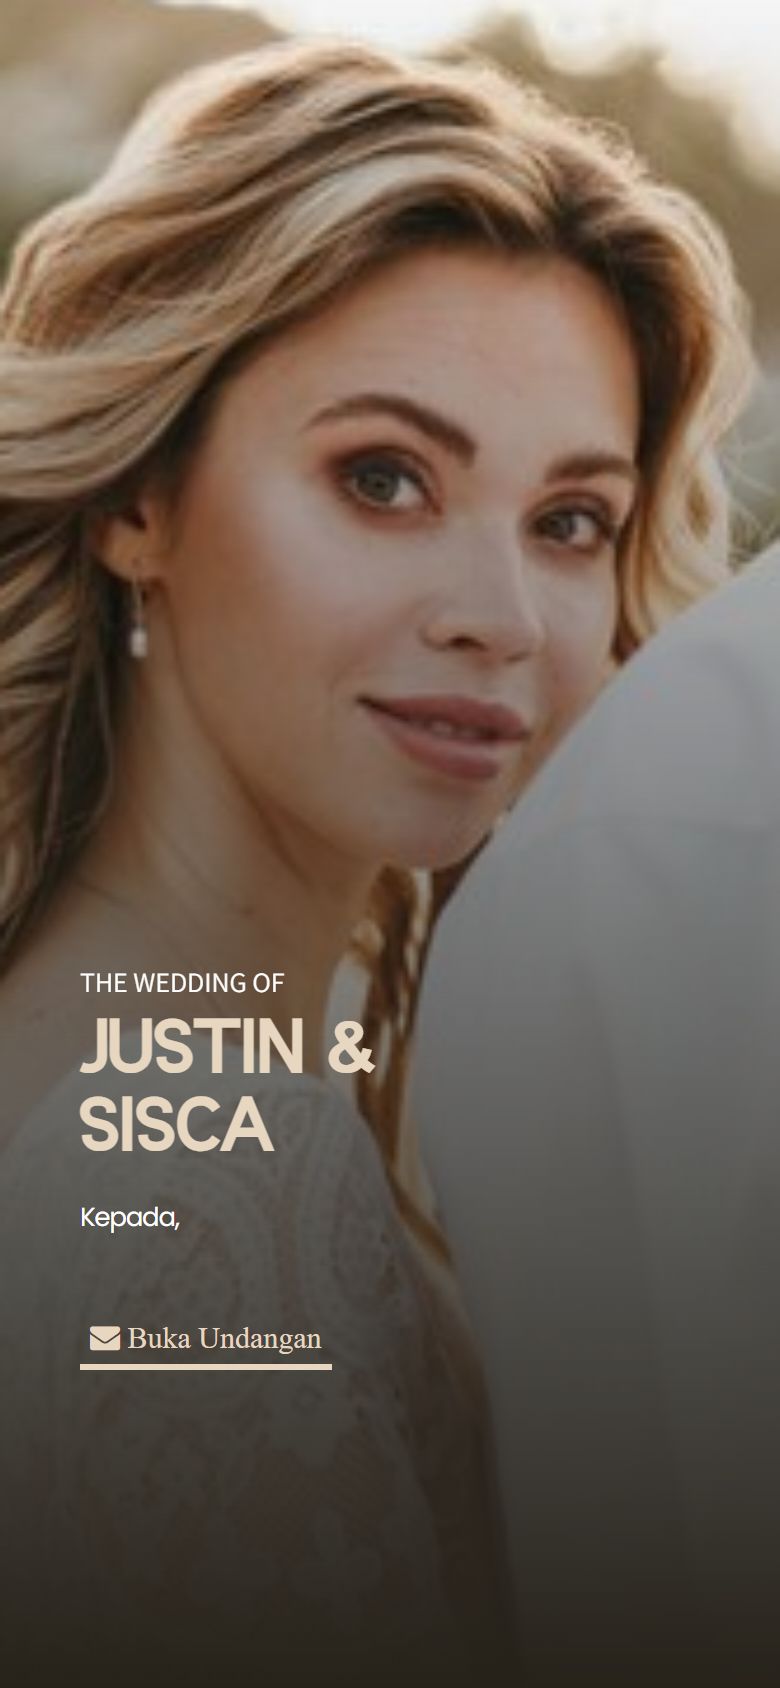 THE WEDDING OF
JUSTIN &
SISCA
Kepada,
Buka Undangan